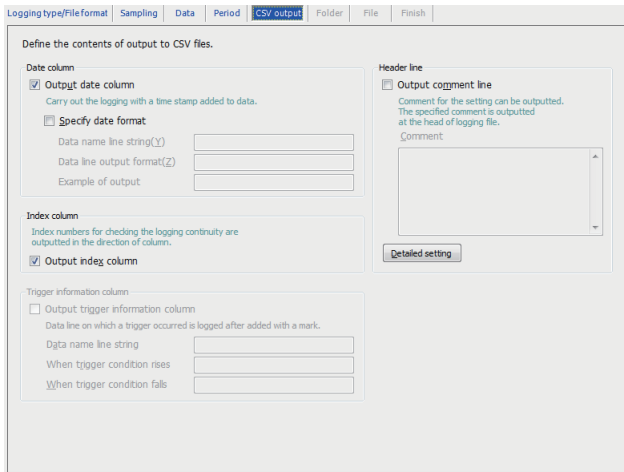 Logging type/File format Sampling Data Period CSV output Folder File Finish
Define the contents of output to CSV files.
Date column
Output date column
Carry out the logging with a time stamp added to data.
Specify date format
Data name line string(Y)
Data line output format(Z)
Example of output
Index column
Index numbers for checking the logging continuity are
outputted in the direction of column.
Output index column
Trigger information column
Output trigger information column
Data line on which a trigger occurred is logged after added with a mark.
Data name line string
When trigger condition rises
When trigger condition falls
Header line
Output comment line
Comment for the setting can be outputted.
The specified comment is outputted
at the head of logging file.
Comment
Detailed setting